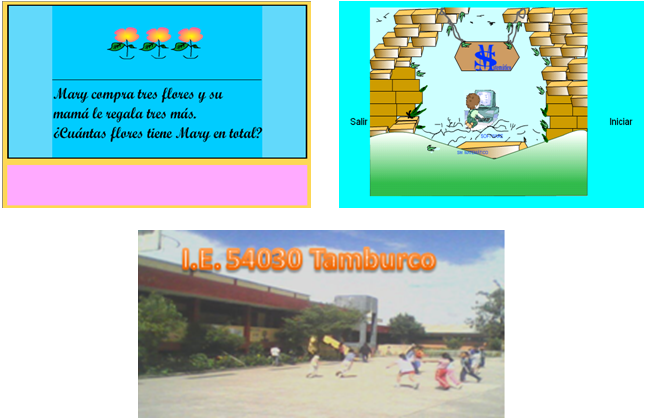 Mary compra tres flores y su
mamá le regala tres más.
¿Cuántas flores tiene Mary en total?
Salir
SOFTWARE
Iniciar
I.E. 54030 Tamburco